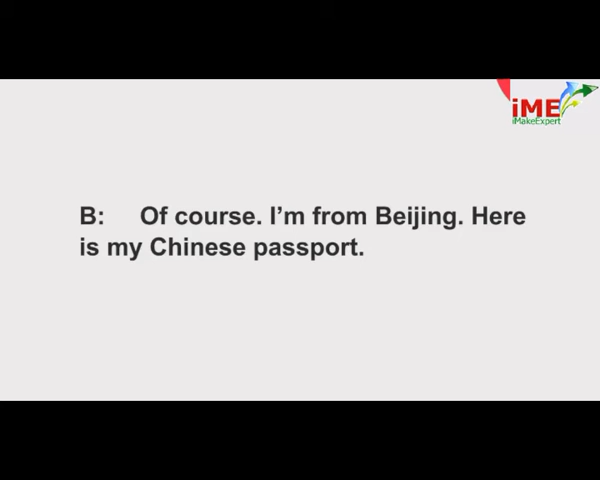 iME
iMakeExpert
B: Of course. I’m from Beijing. Here
is my Chinese passport.